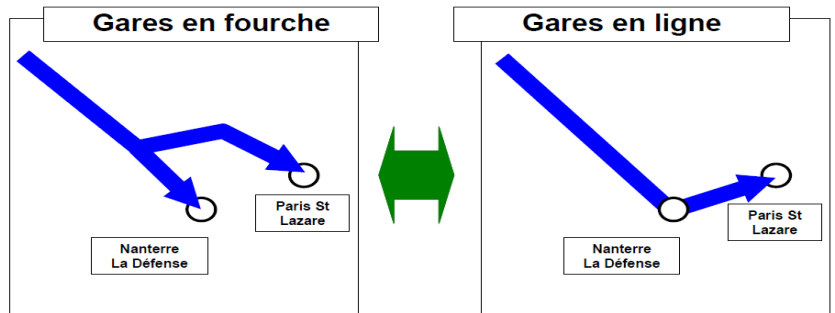 Gares en fourche
Gares en ligne
Paris St
Lazare
Nanterre
La Défense
Paris St
Lazare
Nanterre
La Défense